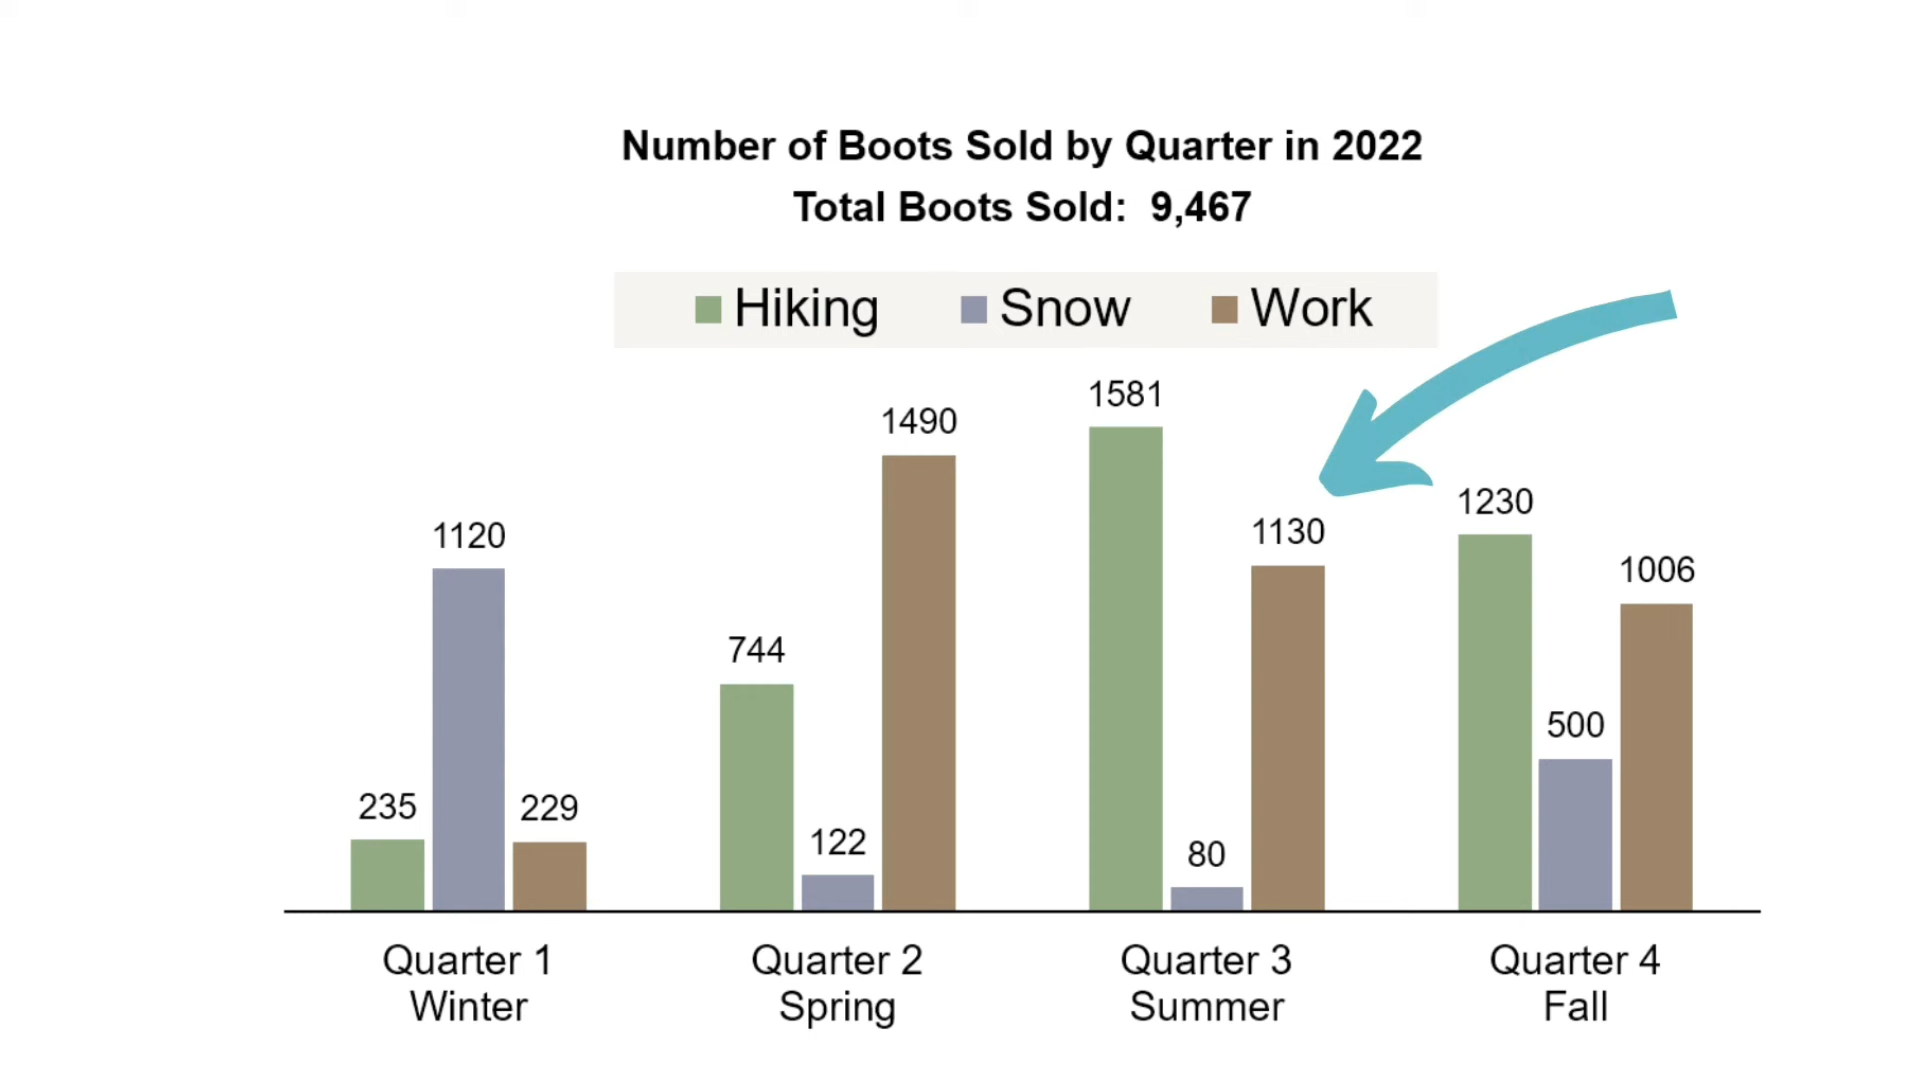 Number of Boots Sold by Quarter in 2022
Total Boots Sold: 9,467
Hiking Snow Work
235 1120 229
744 122 1490
1581 80 1130
1230 500 1006
Quarter 1 Quarter 2 Quarter 3 Quarter 4
Winter Spring Summer Fall